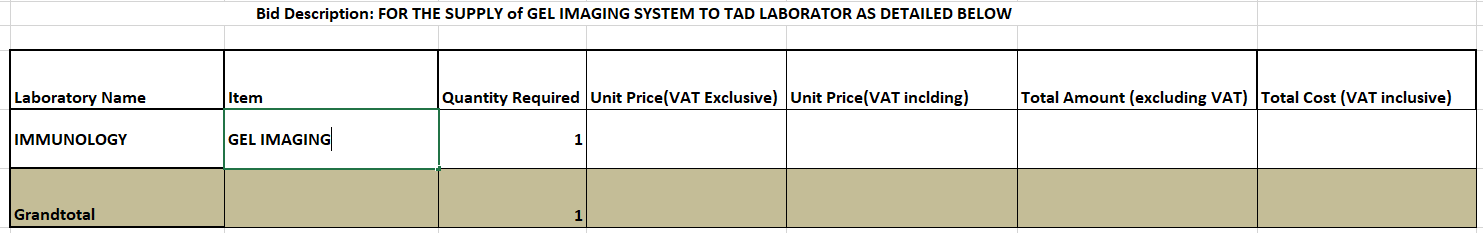 Bid Description: FOR THE SUPPLY of GEL IMAGING SYSTEM TO TAD LABORATOR AS DETAILED BELOW
Laboratory Name Item Quantity Required Unit Price(VAT Exclusive) Unit Price(VAT inclding) Total Amount (excluding VAT) Total Cost (VAT inclusive)
IMMUNOLOGY GEL IMAGING 1
Grandtotal 1